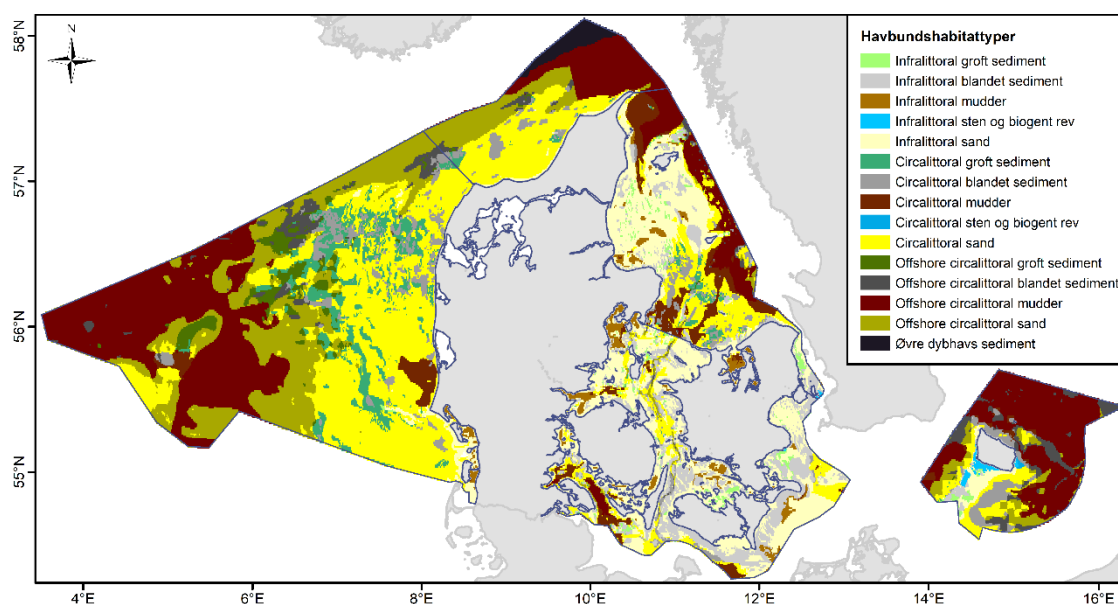 58°N
57°N
56°N
55°N
N
Havbundshabitattyper
Infralittoral groft sediment
Infralittoral blandet sediment
Infralittoral mudder
Infralittoral sten og biogent rev
Infralittoral sand
Circalittoral groft sediment
Circalittoral blandet sediment
Circalittoral mudder
Circalittoral sten og biogent rev
Circalittoral sand
Offshore circalittoral groft sediment
Offshore circalittoral blandet sediment
Offshore circalittoral mudder
Offshore circalittoral sand
Øvre dybhavs sediment
4°E
6°E
8°E
10°E
12°E
14°E
16°E